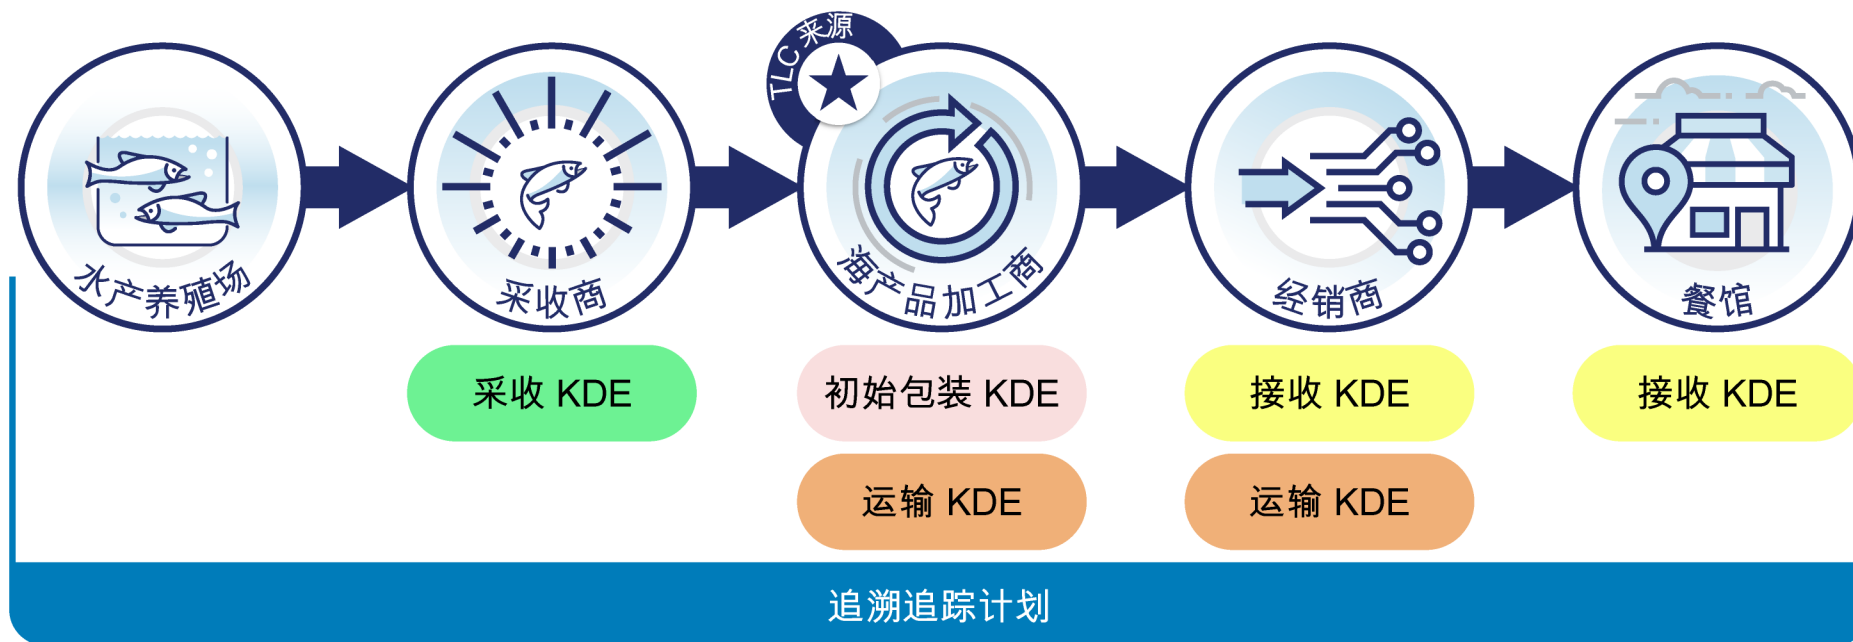 TLC 来源
水产养殖场
采收商
海产品加工商
经销商
餐馆
采收 KDE
初始包装 KDE
接收 KDE
接收 KDE
运输 KDE
运输 KDE
追溯追踪计划